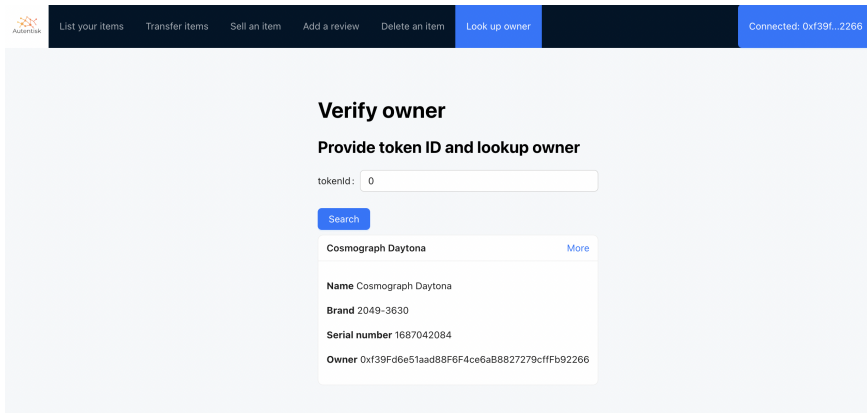 Autentisk
List your items
Transfer items
Sell an item
Add a review
Delete an item
Look up owner
Connected: 0xf39f...2266
Verify owner
Provide token ID and lookup owner
tokenId: 0
Search
Cosmograph Daytona More
Name Cosmograph Daytona
Brand 2049-3630
Serial number 1687042084
Owner 0xf39Fd6e51aad88F6F4ce6aB8827279cffFb92266